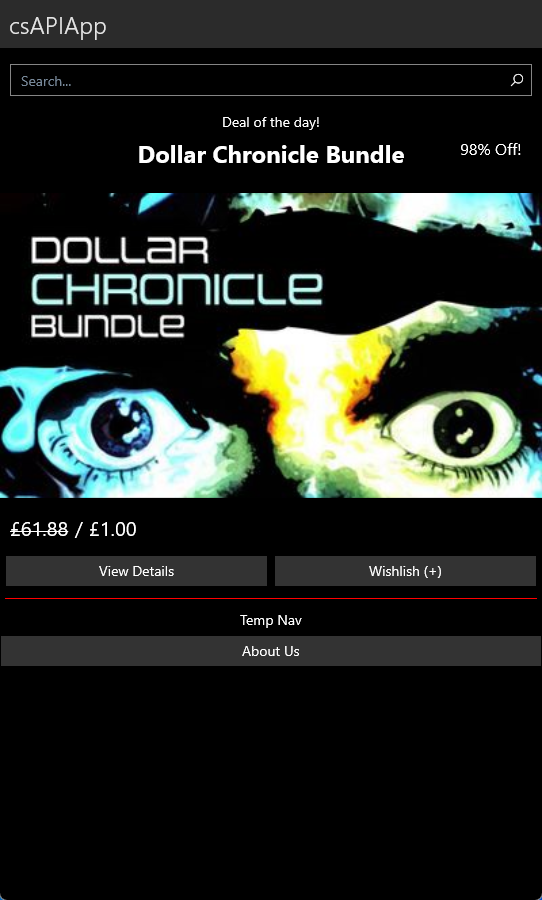 csAPIApp
Search...
Deal of the day!
Dollar Chronicle Bundle
98% Off!
DOLLAR
CHRONICLE
BUNDLE
£61.88 / £1.00
View Details
Wishlist (+)
Temp Nav
About Us